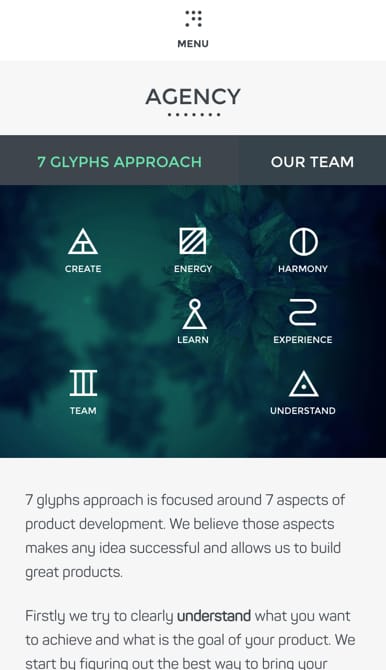 MENU
AGENCY
7 GLYPHS APPROACH
OUR TEAM
CREATE
ENERGY
HARMONY
LEARN
EXPERIENCE
TEAM
UNDERSTAND
7 glyphs approach is focused around 7 aspects of
product development. We believe those aspects
makes any idea successful and allows us to build
great products.
Firstly we try to clearly understand what you want
to achieve and what is the goal of your product. We
start by figuring out the best way to bring your